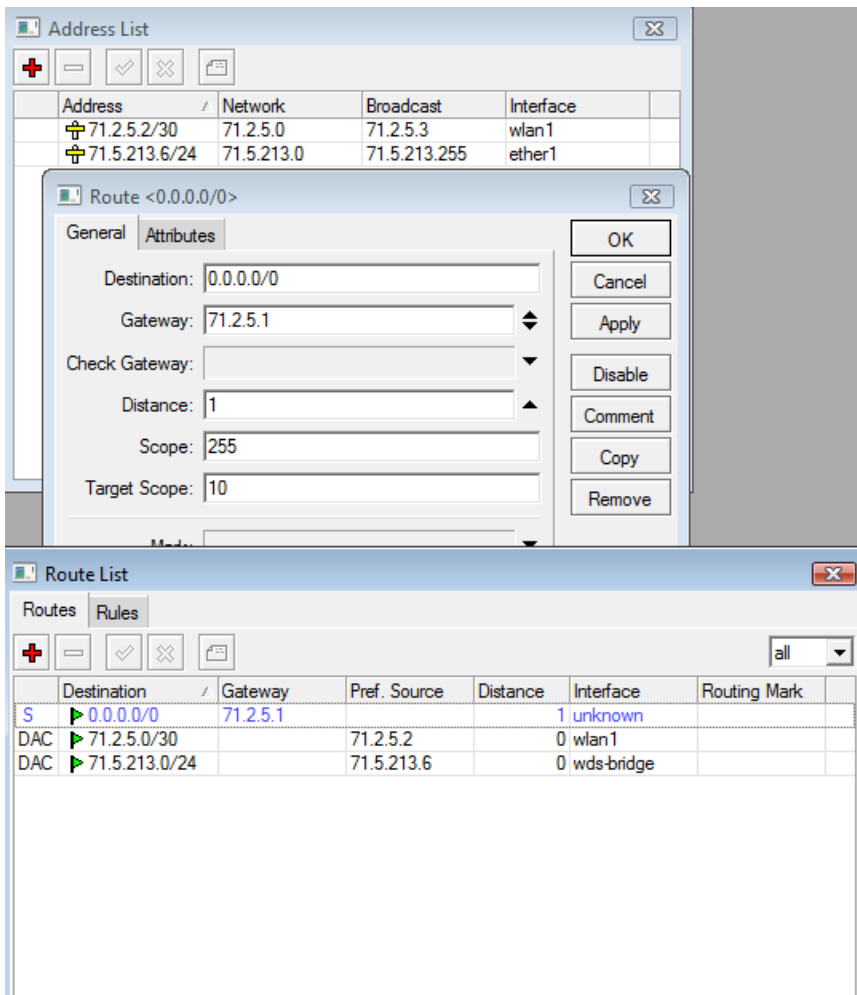 Address List
Address Network Broadcast Interface
71.2.5.2/30 71.2.5.0 71.2.5.3 wlan1
71.5.213.6/24 71.5.213.0 71.5.213.255 ether1
Route <0.0.0.0/0>
General Attributes
OK
Destination: 0.0.0.0/0
Cancel
Gateway: 71.2.5.1
Apply
Check Gateway:
Disable
Distance: 1
Comment
Scope: 255
Copy
Target Scope: 10
Remove
Route List
Routes Rules
all
Destination Gateway Pref. Source Distance Interface Routing Mark
S 0.0.0.0/0 71.2.5.1 1 unknown
DAC 71.2.5.0/30 71.2.5.2 0 wlan1
DAC 71.5.213.0/24 71.5.213.6 0 wds-bridge